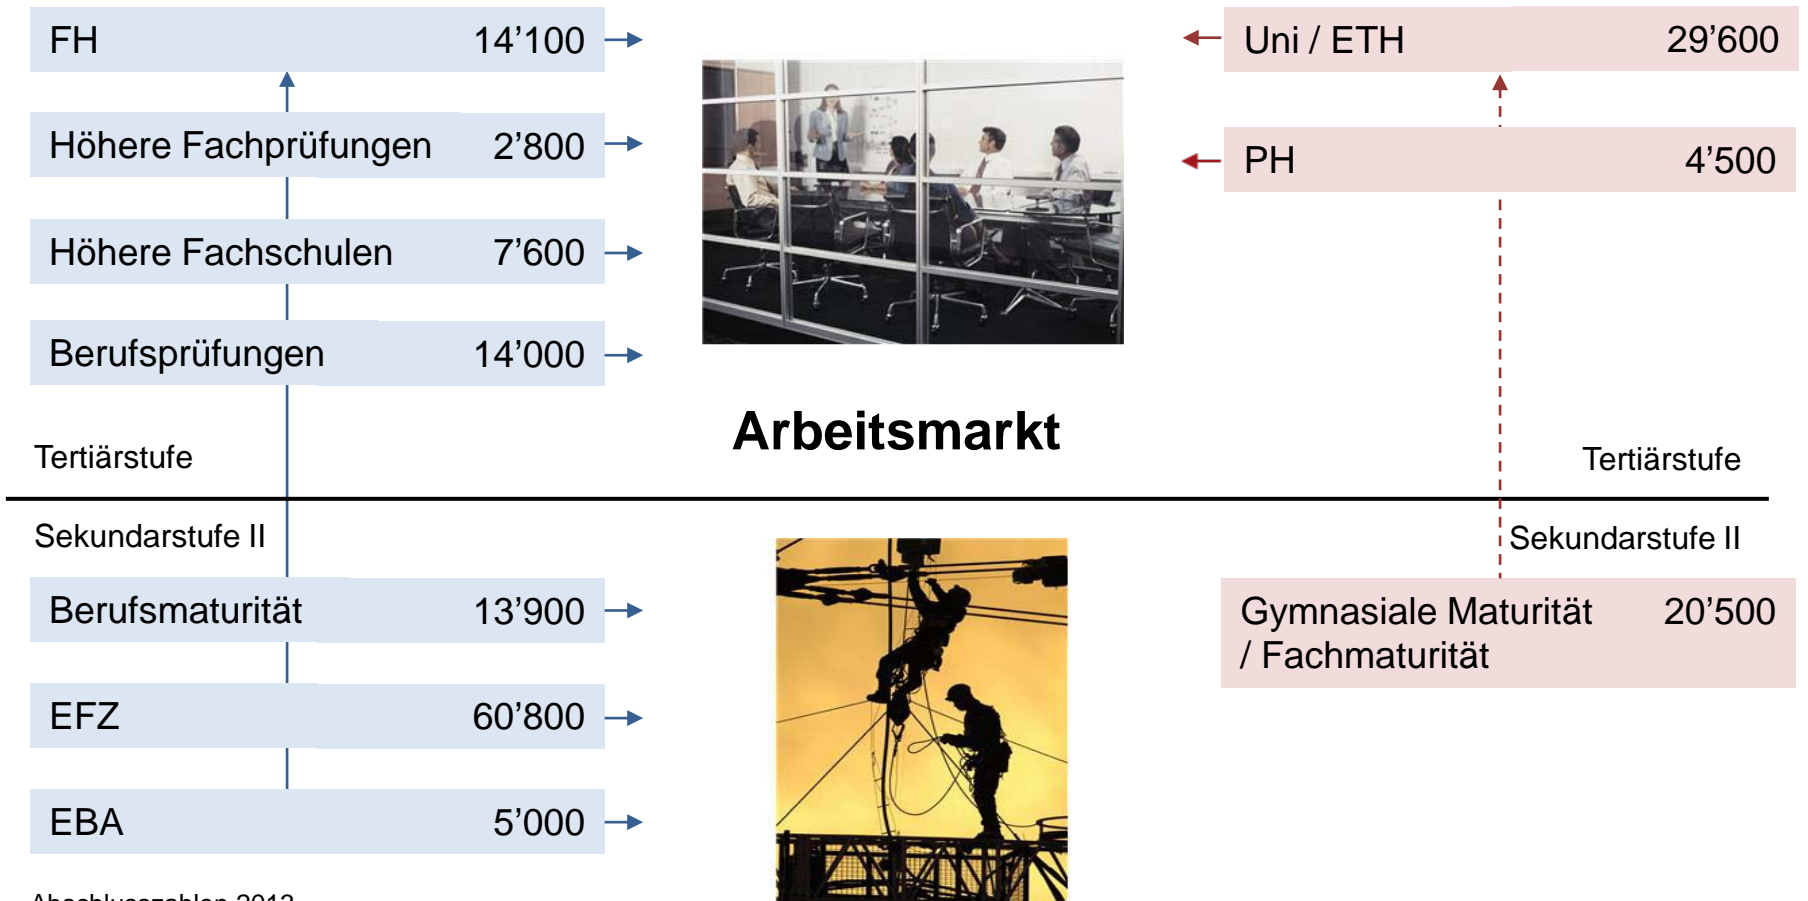 FH 14’100
Höhere Fachprüfungen 2’800
Höhere Fachschulen 7’600
Berufsprüfungen 14’000
Uni / ETH 29’600
PH 4’500
Arbeitsmarkt
Tertiärstufe
Tertiärstufe
Sekundarstufe II
Sekundarstufe II
Berufsmaturität 13’900
EFZ 60’800
EBA 5’000
Gymnasiale Maturität 20’500
/ Fachmaturität
Abschlusszahlen